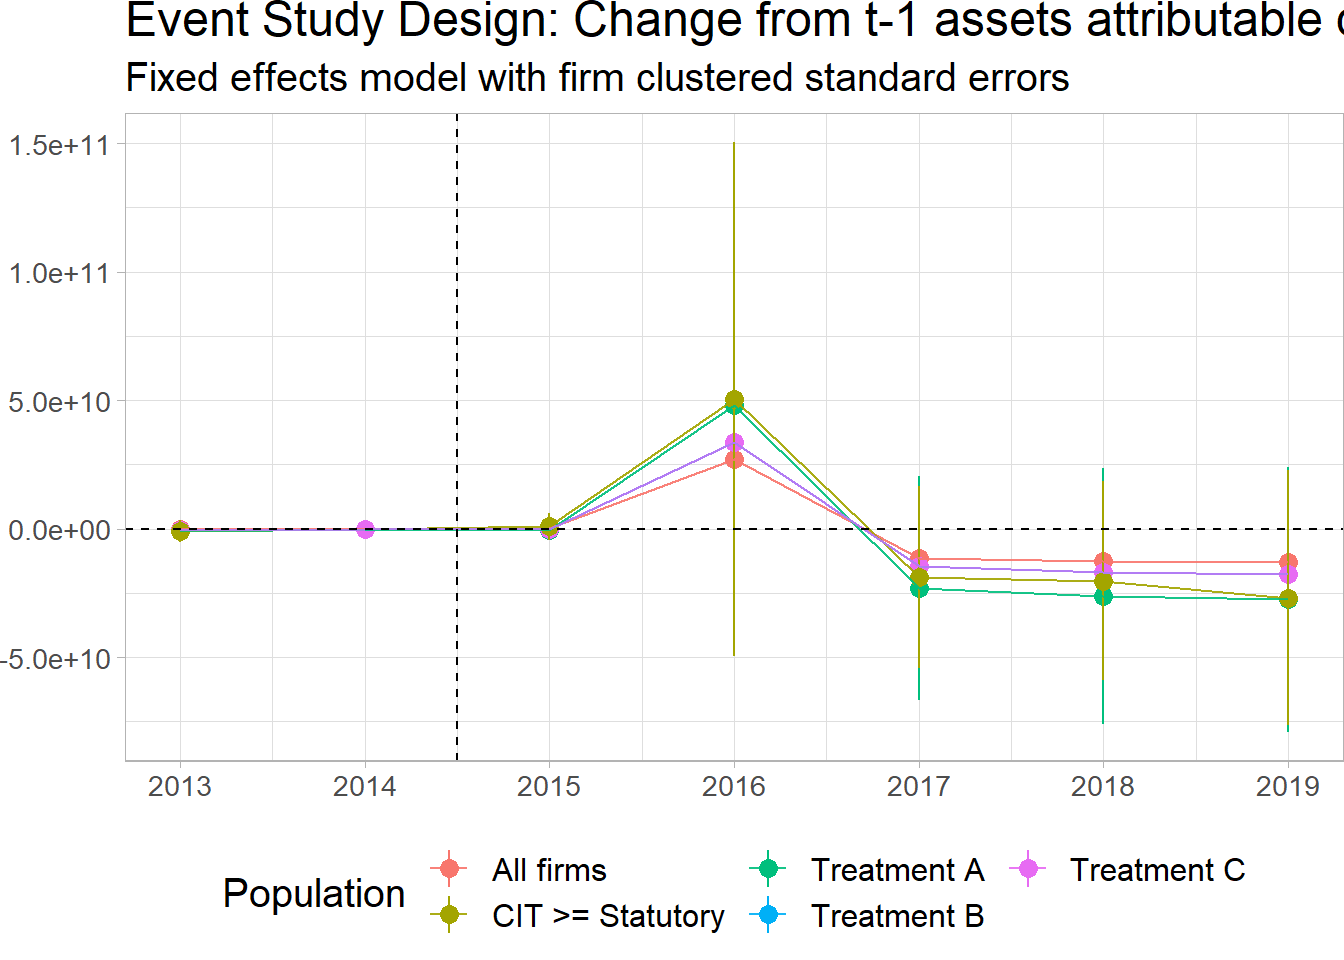 Event Study Design: Change from t-1 assets attributable
Fixed effects model with firm clustered standard errors
1.5e+11
1.0e+11
5.0e+10
0.0e+00
-5.0e+10
2013 2014 2015 2016 2017 2018 2019
Population
All firms
CIT >= Statutory
Treatment A
Treatment B
Treatment C